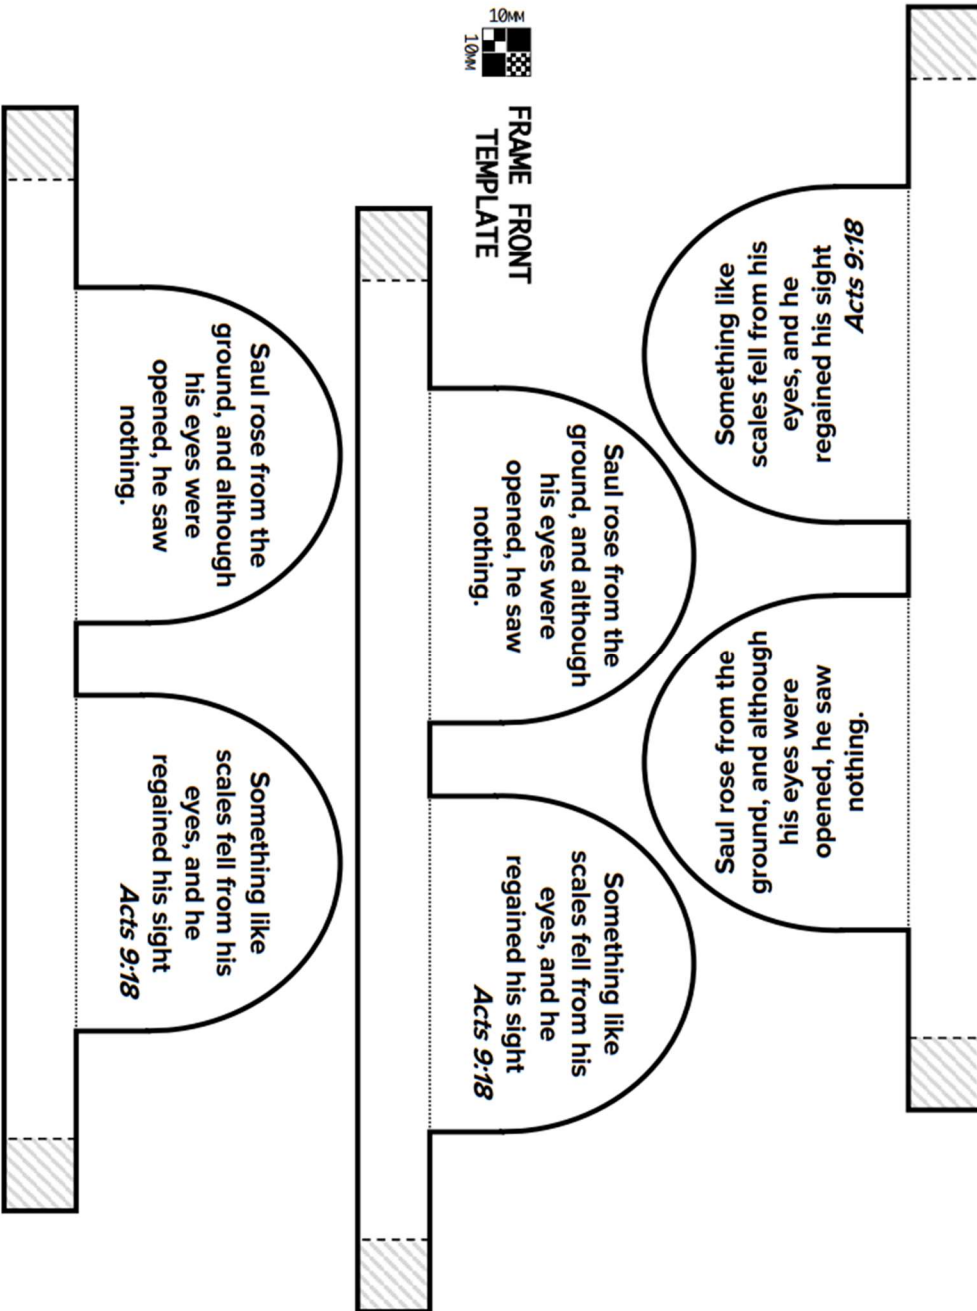 10MM
10MM
FRAME FRONT
TEMPLATE
Something like
scales fell from his
eyes, and he
regained his sight
Acts 9:18
Saul rose from the
ground, and although
his eyes were
opened, he saw
nothing.
Saul rose from the
ground, and although
his eyes were
opened, he saw
nothing.
Something like
scales fell from his
eyes, and he
regained his sight
Acts 9:18
Saul rose from the
ground, and although
his eyes were
opened, he saw
nothing.
Something like
scales fell from his
eyes, and he
regained his sight
Acts 9:18